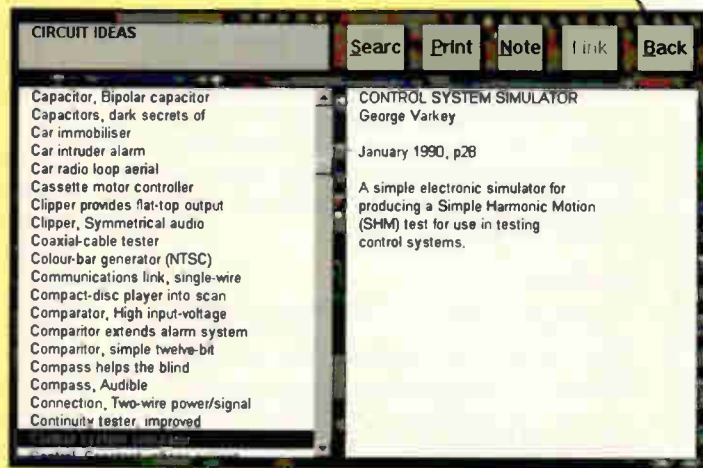 CIRCUIT IDEAS
Searc
Print
Note
Link
Back
Capacitor, Bipolar capacitor
Capacitors, dark secrets of
Car immobiliser
Car intruder alarm
Car radio loop aerial
Cassette motor controller
Clipper provides flat-top output
Clipper, Symmetrical audio
Coaxial-cable tester
Colour-bar generator (NTSC)
Communications link, single-wire
Compact-disc player into scan
Comparator, High input-voltage
Comparitor extends alarm system
Comparitor, simple twelve-bit
Compass helps the blind
Compass, Audible
Connection, Two-wire power/signal
Continuity tester, improved
CONTROL SYSTEM SIMULATOR
George Varkey
January 1990, p28
A simple electronic simulator for
producing a Simple Harmonic Motion
(SHM) test for use in testing
control systems.